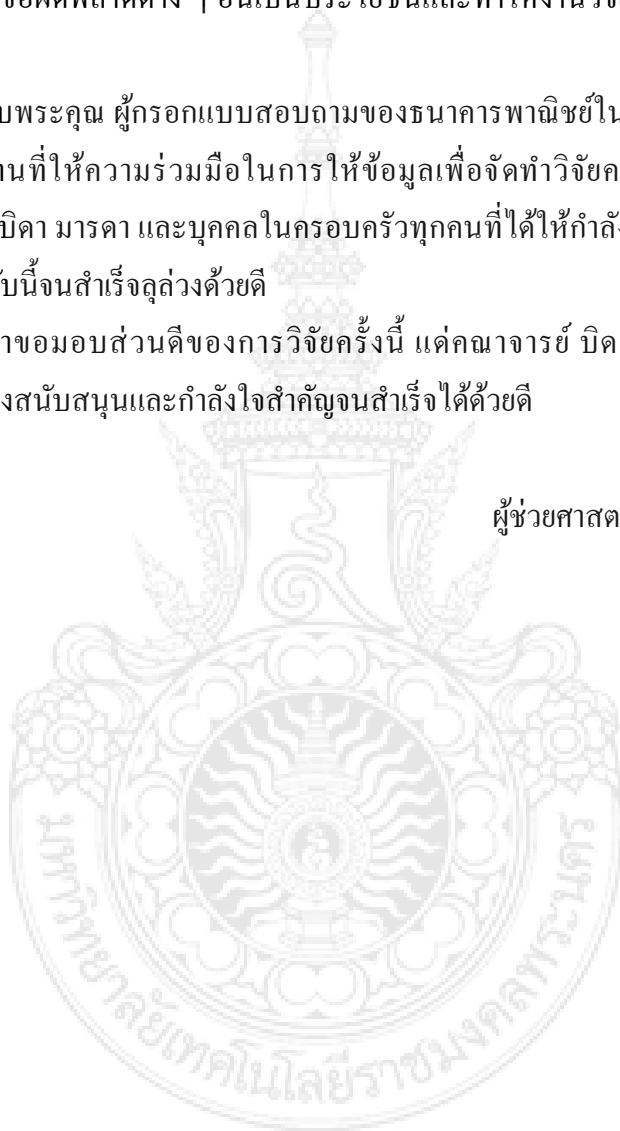 ข้อผิดพลาดต่าง ๆ อันเป็นประโยชน์และทำให้งานวิจัย
บพระคุณ ผู้กรอกแบบสอบถามของธนาคารพาณิชย์ใน
านที่ให้ความร่วมมือในการให้ข้อมูลเพื่อจัดทำวิจัยค
บิดา มารดา และบุคคลในครอบครัวทุกคนที่ได้ให้กำลัง
ับนี้จนสำเร็จลุล่วงด้วยดี
าขอมอบส่วนดีของการวิจัยครั้งนี้ แด่คณาจารย์ บิด
งสนับสนุนและกำลังใจสำคัญจนสำเร็จได้ด้วยดี
ผู้ช่วยศาสต
มหาวิทยาลัยเทคโนโลยีราชมงคลพระนคร